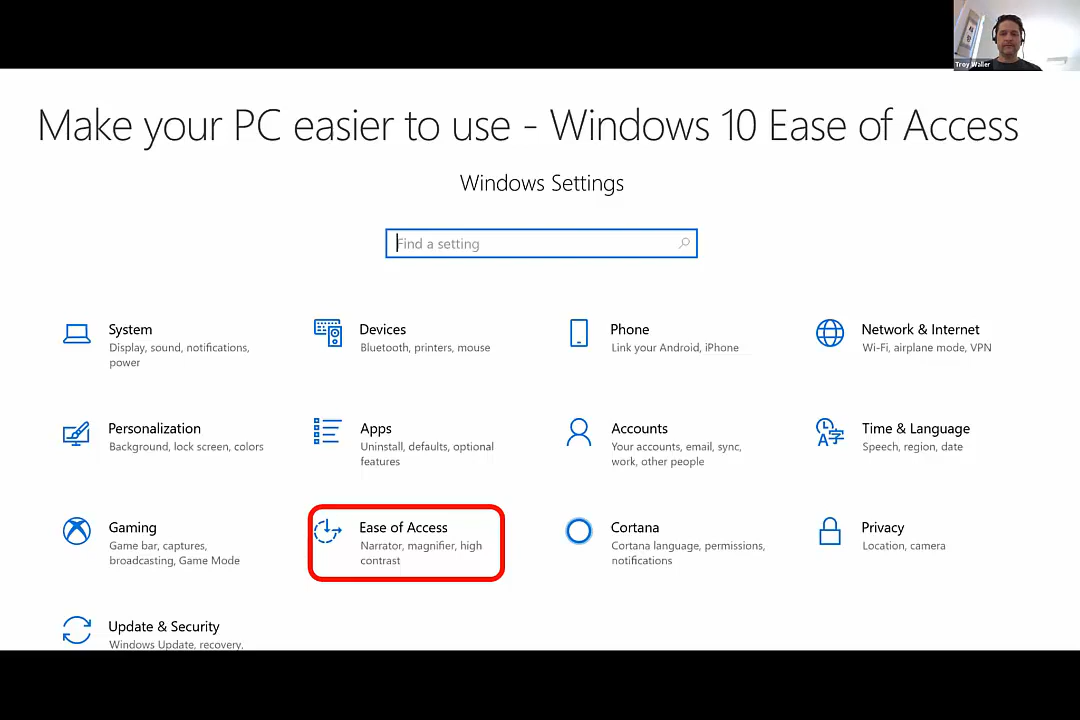 Troy Waller
Make your PC easier to use - Windows 10 Ease of Access
Windows Settings
Find a setting
System
Display, sound, notifications,
power
Devices
Bluetooth, printers, mouse
Phone
Link your Android, iPhone
Network & Internet
Wi-Fi, airplane mode, VPN
Personalization
Background, lock screen, colors
Apps
Uninstall, defaults, optional
features
Accounts
Your accounts, email, sync,
work, other people
Time & Language
Speech, region, date
Gaming
Game bar, captures,
broadcasting, Game Mode
Ease of Access
Narrator, magnifier, high
contrast
Cortana
Cortana language, permissions,
notifications
Privacy
Location, camera
Update & Security
Windows Update, recovery,